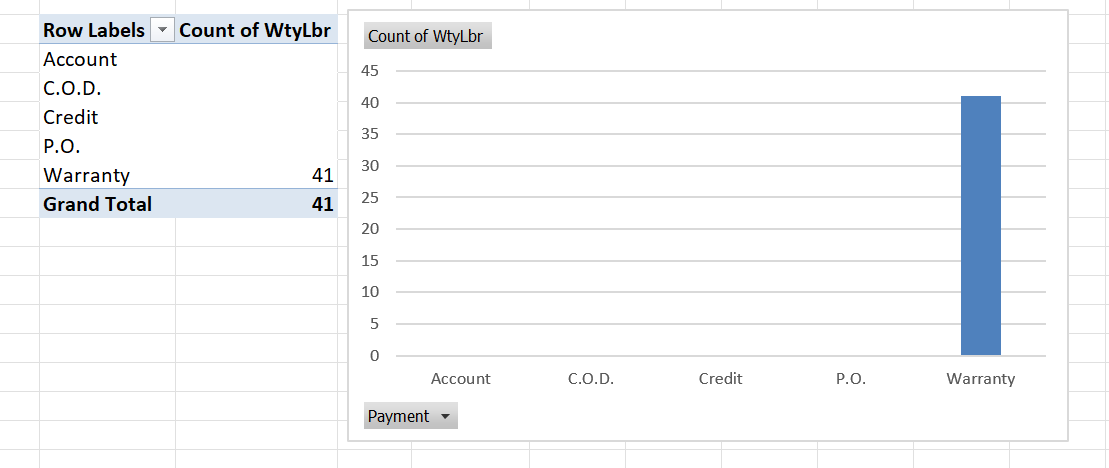 Row Labels Count of WtyLbr
Account
C.O.D.
Credit
P.O.
Warranty 41
Grand Total 41
Count of WtyLbr
45
40
35
30
25
20
15
10
5
0
Account C.O.D. Credit P.O. Warranty
Payment